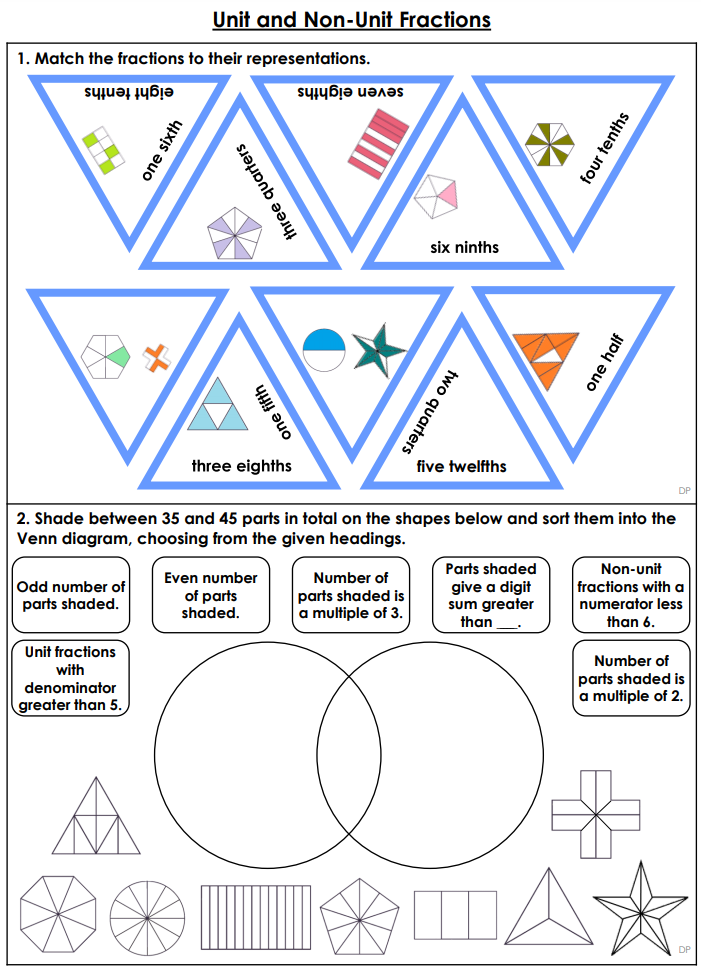 Unit and Non-Unit Fractions
1. Match the fractions to their representations.
eight tenths
one sixth
three quarters
seven eighths
six ninths
four tenths
one fifth
three eighths
two quarters
five twelfths
one half
DP
2. Shade between 35 and 45 parts in total on the shapes below and sort them into the
Venn diagram, choosing from the given headings.
Odd number of
parts shaded.
Even number
of parts
shaded.
Number of
parts shaded is
a multiple of 3.
Parts shaded
give a digit
sum greater
than ___.
Non-unit
fractions with a
numerator less
than 6.
Unit fractions
with
denominator
greater than 5.
Number of
parts shaded is
a multiple of 2.
DP